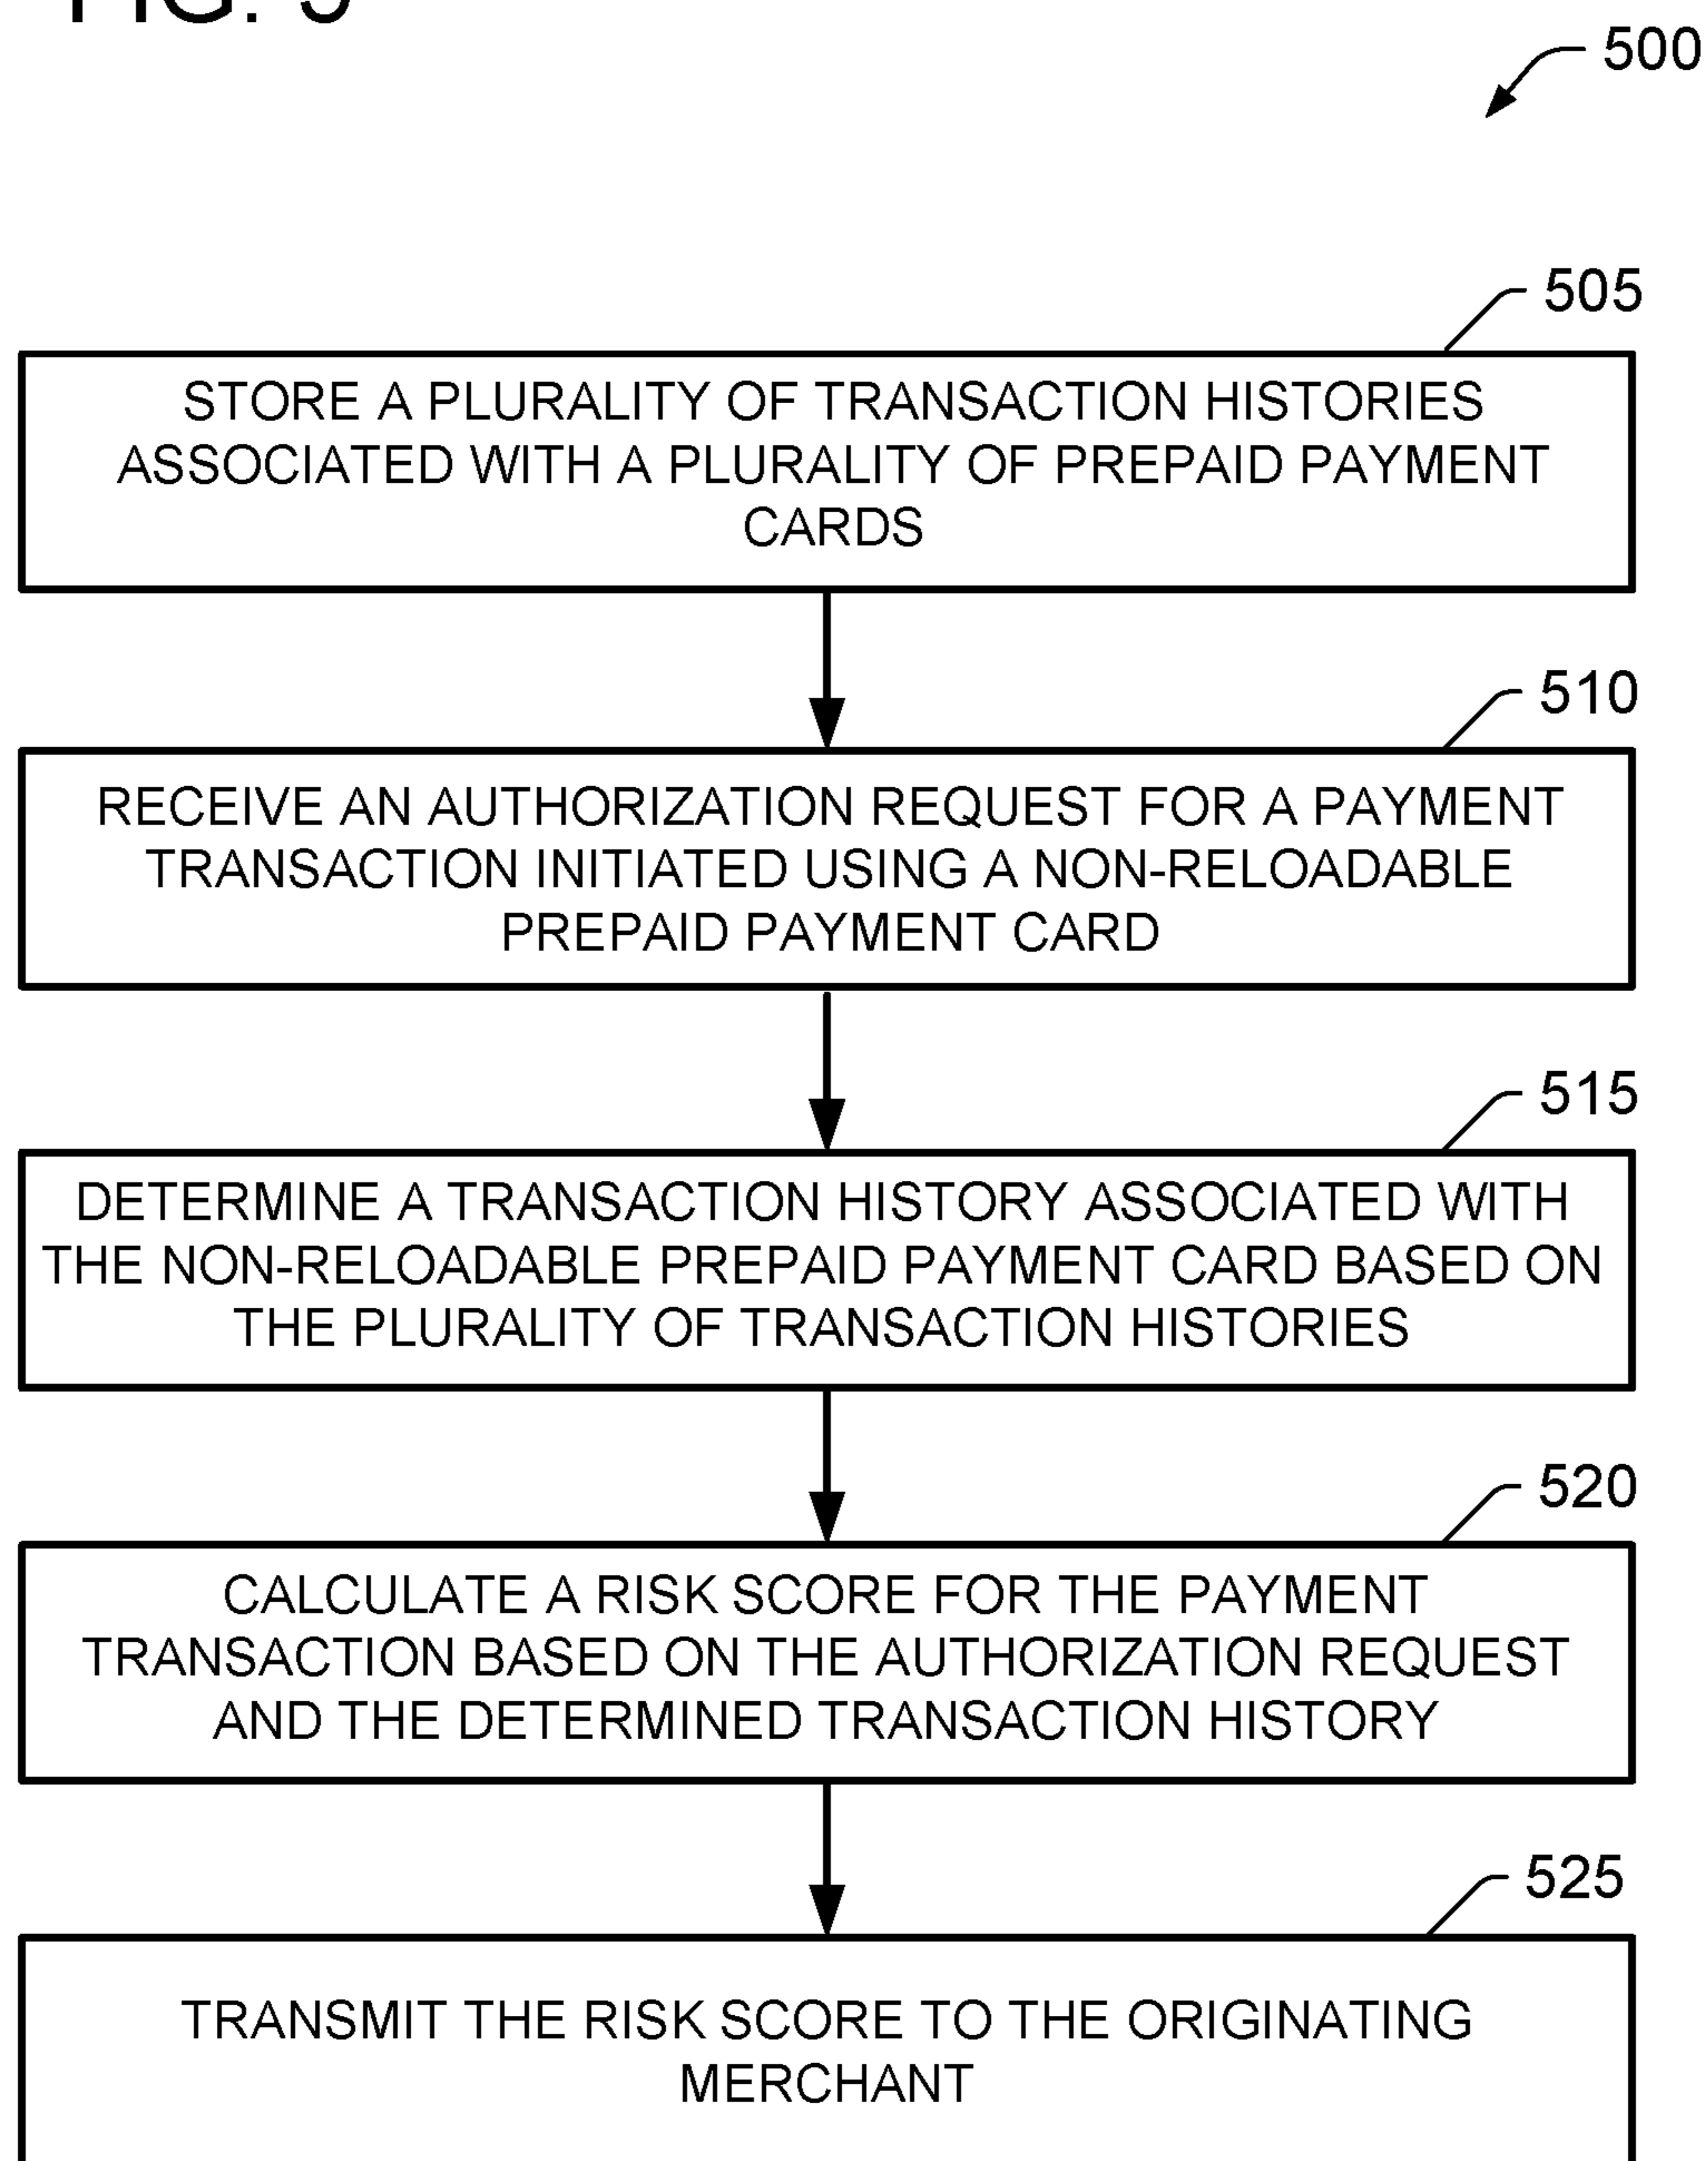 FIG. 5
500
505
STORE A PLURALITY OF TRANSACTION HISTORIES
ASSOCIATED WITH A PLURALITY OF PREPAID PAYMENT
CARDS
510
RECEIVE AN AUTHORIZATION REQUEST FOR A PAYMENT
TRANSACTION INITIATED USING A NON-RELOADABLE
PREPAID PAYMENT CARD
515
DETERMINE A TRANSACTION HISTORY ASSOCIATED WITH
THE NON-RELOADABLE PREPAID PAYMENT CARD BASED ON
THE PLURALITY OF TRANSACTION HISTORIES
520
CALCULATE A RISK SCORE FOR THE PAYMENT
TRANSACTION BASED ON THE AUTHORIZATION REQUEST
AND THE DETERMINED TRANSACTION HISTORY
525
TRANSMIT THE RISK SCORE TO THE ORIGINATING
MERCHANT